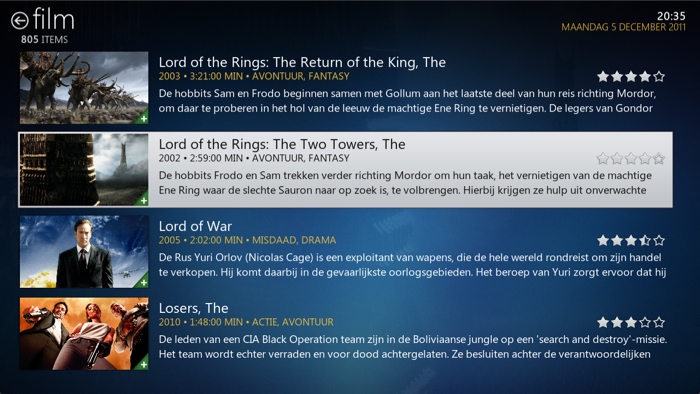 film
20:35
MAANDAG 5 DECEMBER 2011
805 ITEMS
Lord of the Rings: The Return of the King, The
2003 • 3:21:00 MIN • AVONTUUR, FANTASY
De hobbits Sam en Frodo beginnen samen met Gollum aan het laatste deel van hun reis richting Mordor,
om daar te proberen in het hol van de leeuw de machtige Ene Ring te vernietigen. De legers van Gondor
Lord of the Rings: The Two Towers, The
2002 • 2:59:00 MIN • AVONTUUR, FANTASY
De hobbits Frodo en Sam trekken verder richting Mordor om hun taak, het vernietigen van de machtige
Ene Ring waar de slechte Sauron naar op zoek is, te volbrengen. Hierbij krijgen ze hulp uit onverwachte
Lord of War
2005 • 2:02:00 MIN • MISDAAD, DRAMA
De Rus Yuri Orlov (Nicolas Cage) is een exploitant van wapens, die de hele wereld rondreist om zijn handel
te verkopen. Hij komt daarbij in de gevaarlijkste oorlogsgebieden. Het beroep van Yuri zorgt ervoor dat hij
Losers, The
2010 • 1:48:00 MIN • ACTIE, AVONTUUR
De leden van een CIA Black Operation team zijn in de Boliviaanse jungle op een 'search and destroy'-missie.
Het team wordt echter verraden en voor dood achtergelaten. Ze besluiten achter de verantwoordelijken